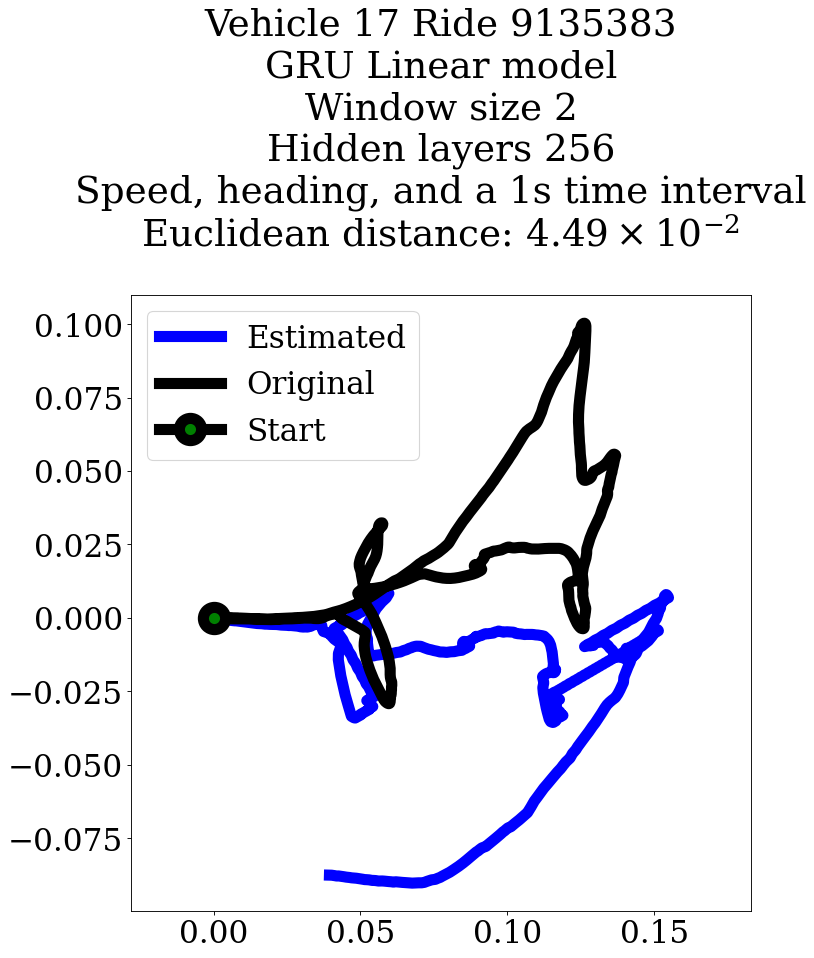 Vehicle 17 Ride 9135383
GRU Linear model
Window size 2
Hidden layers 256
Speed, heading, and a 1s time interval
Euclidean distance: 4.49 × 10⁻²
Estimated
Original
Start
0.100
0.075
0.050
0.025
0.000
−0.025
−0.050
−0.075
0.00 0.05 0.10 0.15